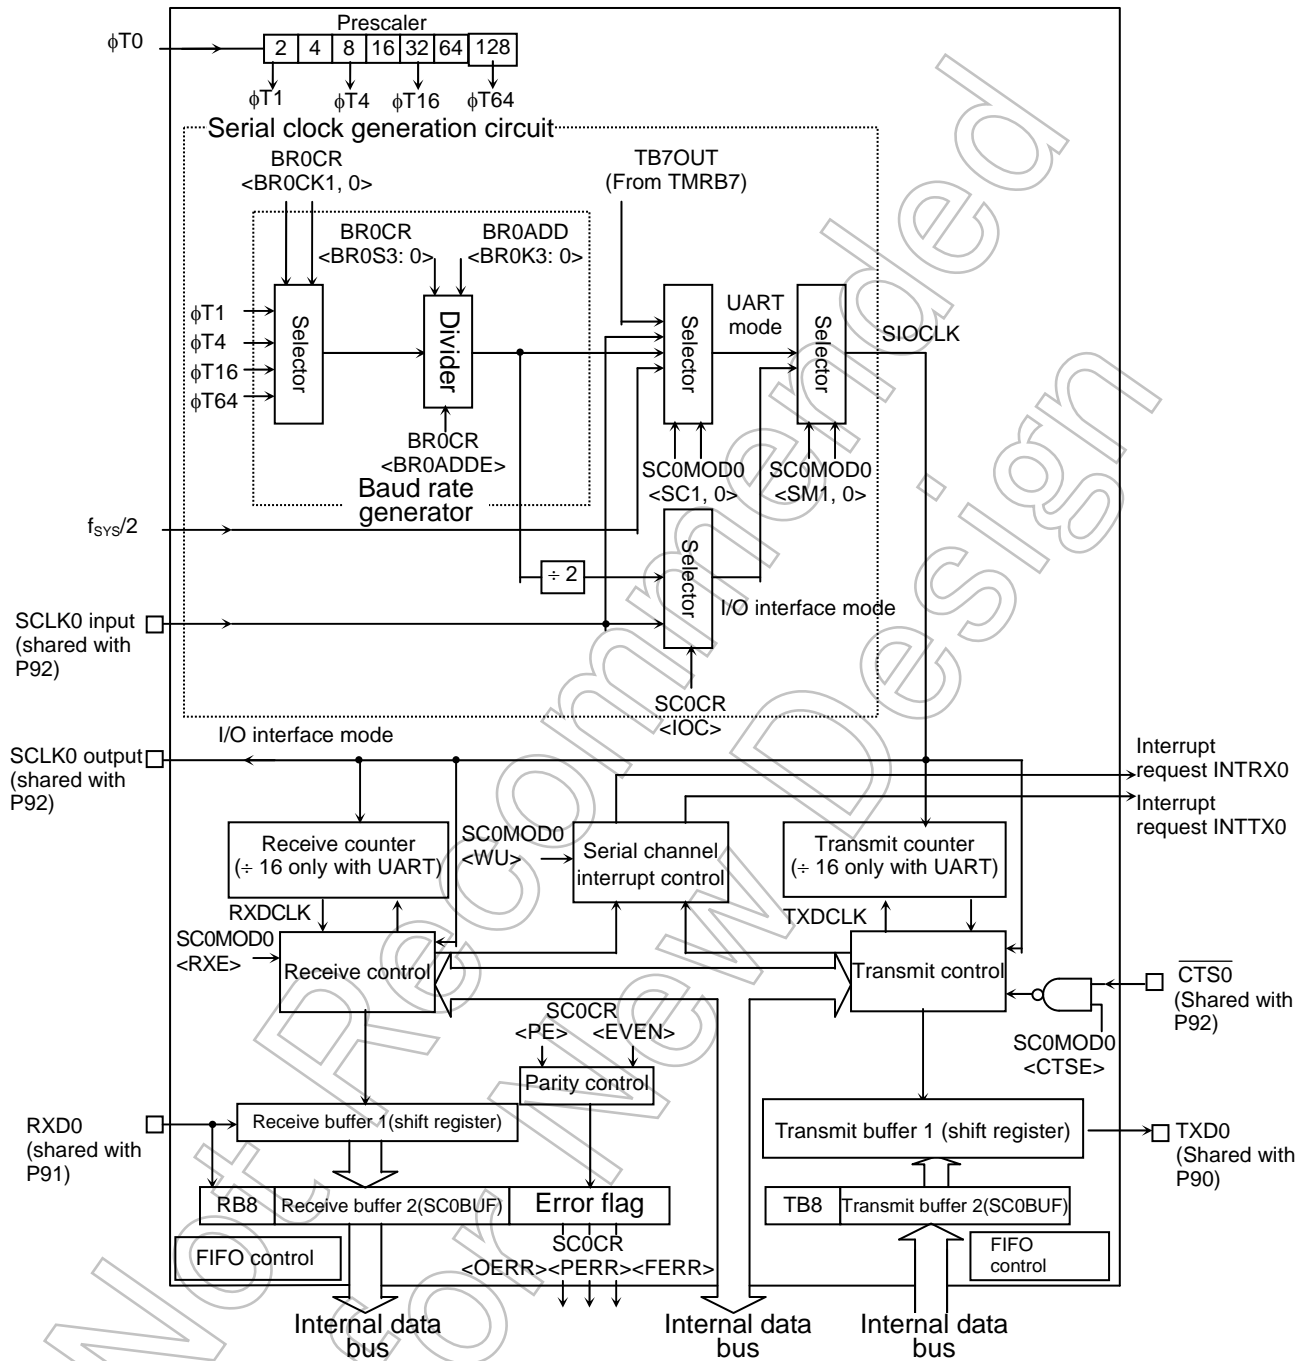 Prescaler
ϕT0
2 4 8 16 32 64 128
ϕT1 ϕT4 ϕT16 ϕT64
Serial clock generation circuit
BR0CR
<BR0CK1, 0>
TB7OUT
(From TMRB7)
BR0CR
<BR0S3: 0>
BR0ADD
<BR0K3: 0>
ϕT1
ϕT4
ϕT16
ϕT64
Selector
Divider
Selector
UART
mode
Selector
SIOCLK
BR0CR
<BR0ADDE>
Baud rate
generator
SC0MOD0
<SC1, 0>
SC0MOD0
<SM1, 0>
fSYS/2
÷ 2
Selector
I/O interface mode
SCLK0 input
(shared with
P92)
SC0CR
<IOC>
I/O interface mode
SCLK0 output
(shared with
P92)
Interrupt
request INTRX0
Interrupt
request INTTX0
Receive counter
(÷ 16 only with UART)
SC0MOD0
<WU>
Serial channel
interrupt control
Transmit counter
(÷ 16 only with UART)
RXDCLK
TXDCLK
SC0MOD0
<RXE>
Receive control
Transmit control
CTS0
(Shared with
P92)
SC0MOD0
<CTSE>
SC0CR
<PE> <EVEN>
Parity control
RXD0
(shared with
P91)
Receive buffer 1(shift register)
Transmit buffer 1 (shift register)
TXD0
(Shared with
P90)
RB8 Receive buffer 2(SC0BUF) Error flag
TB8 Transmit buffer 2(SC0BUF)
FIFO control
SC0CR
<OERR><PERR><FERR>
FIFO
control
Internal data
bus
Internal data
bus
Internal data
bus
Not Recommended
for New Design